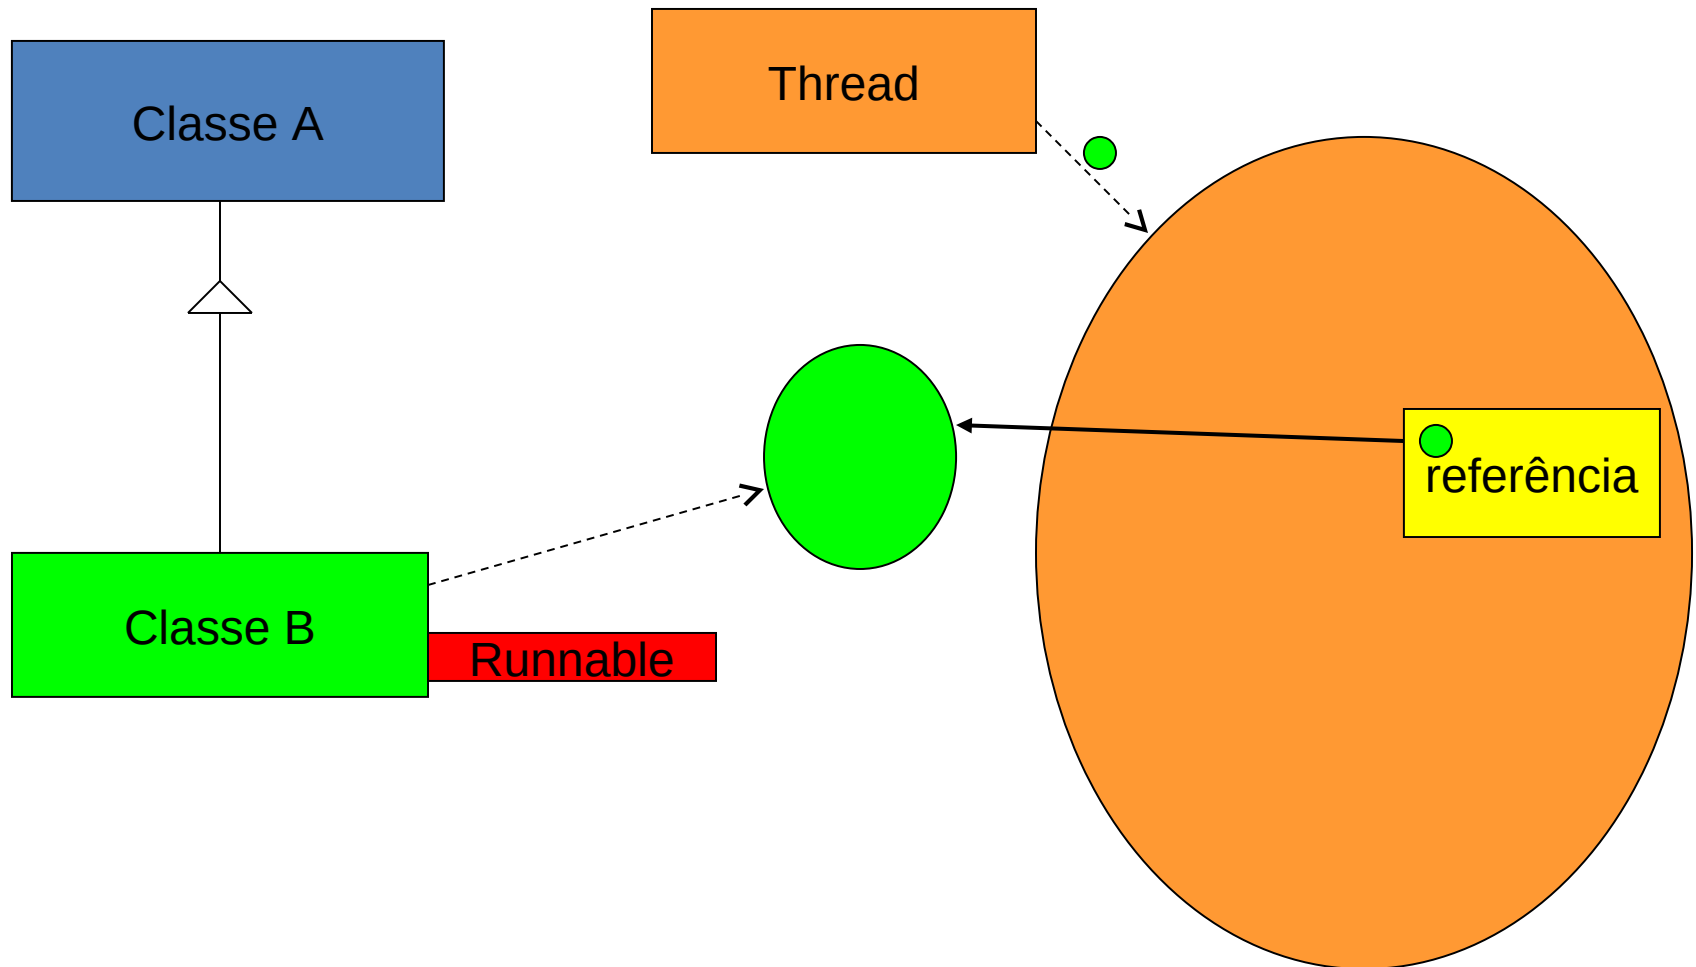 Classe A
Thread
referência
Classe B
Runnable